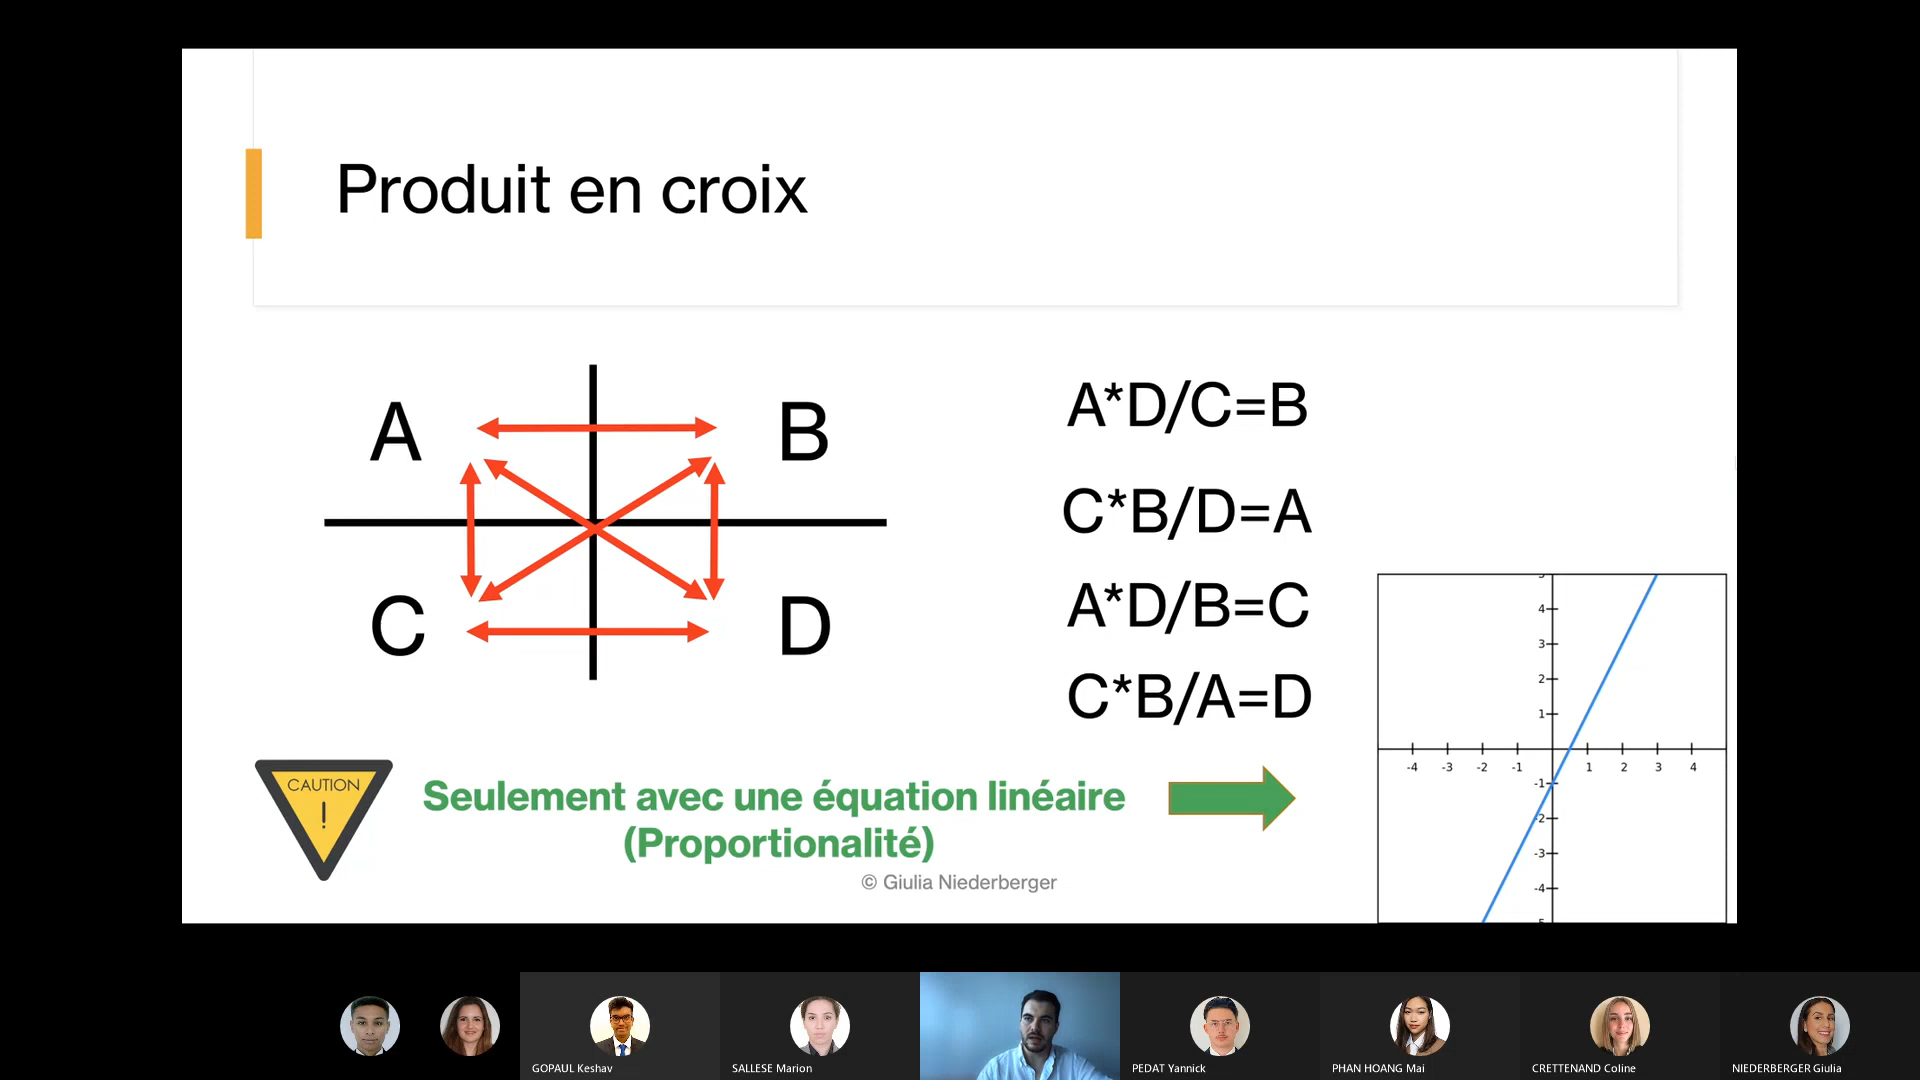 Produit en croix
A B
C D
A*D/C=B
C*B/D=A
A*D/B=C
C*B/A=D
CAUTION
!
Seulement avec une équation linéaire
(Proportionalité)
© Giulia Niederberger
4
3
2
1
-4 -3 -2 -1 1 2 3 4
-1
-2
-3
-4
GOPAUL Keshav
SALLESE Marion
PEDAT Yannick
PHAN HOANG Mai
CRETTENAND Coline
NIEDERBERGER Giulia